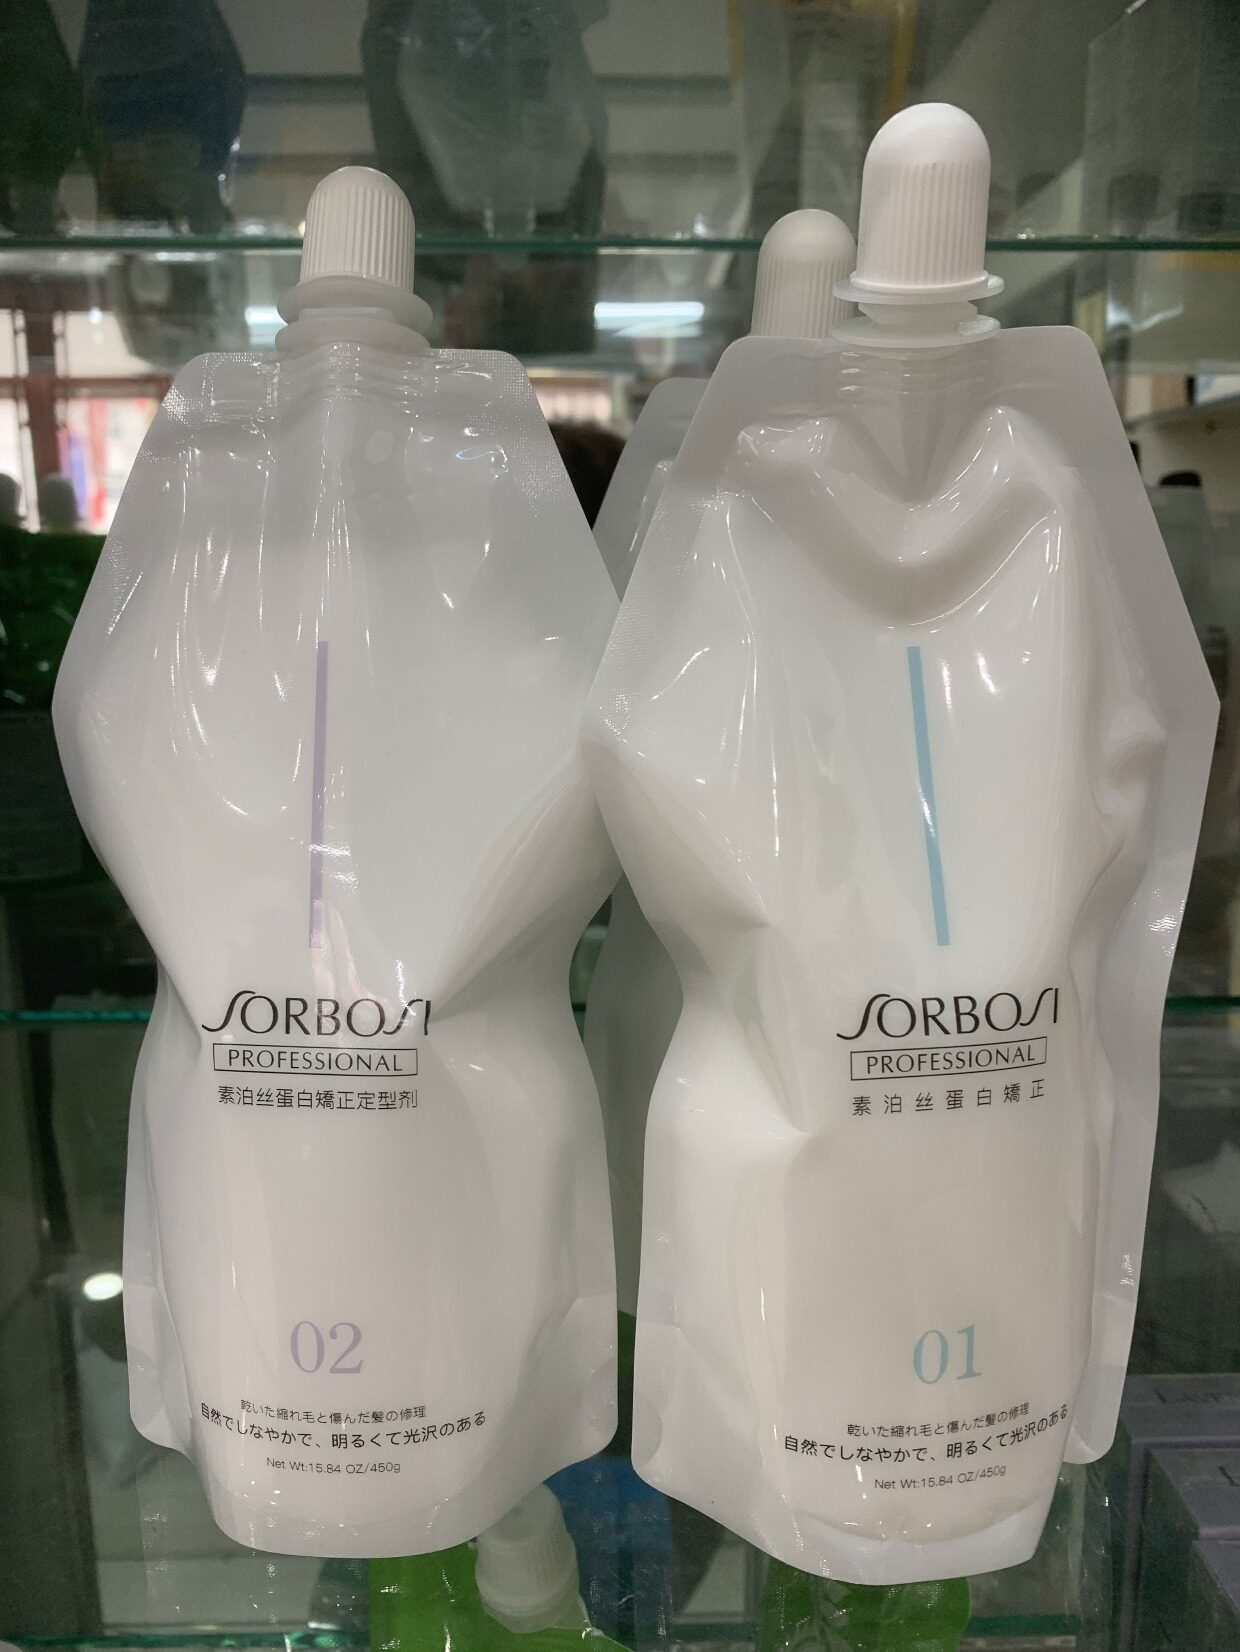 SORBOSI
PROFESSIONAL
素泊丝蛋白矯正定型剂
02
乾いた縮れ毛と傷んだ髪の修理
自然でしなやかで、明るくて光沢のある
Net Wt:15.84 OZ/450g
SORBOSI
PROFESSIONAL
素泊丝蛋白矯正
01
乾いた縮れ毛と傷んだ髪の修理
自然でしなやかで、明るくて光沢のある
Net Wt:15.84 OZ/450g